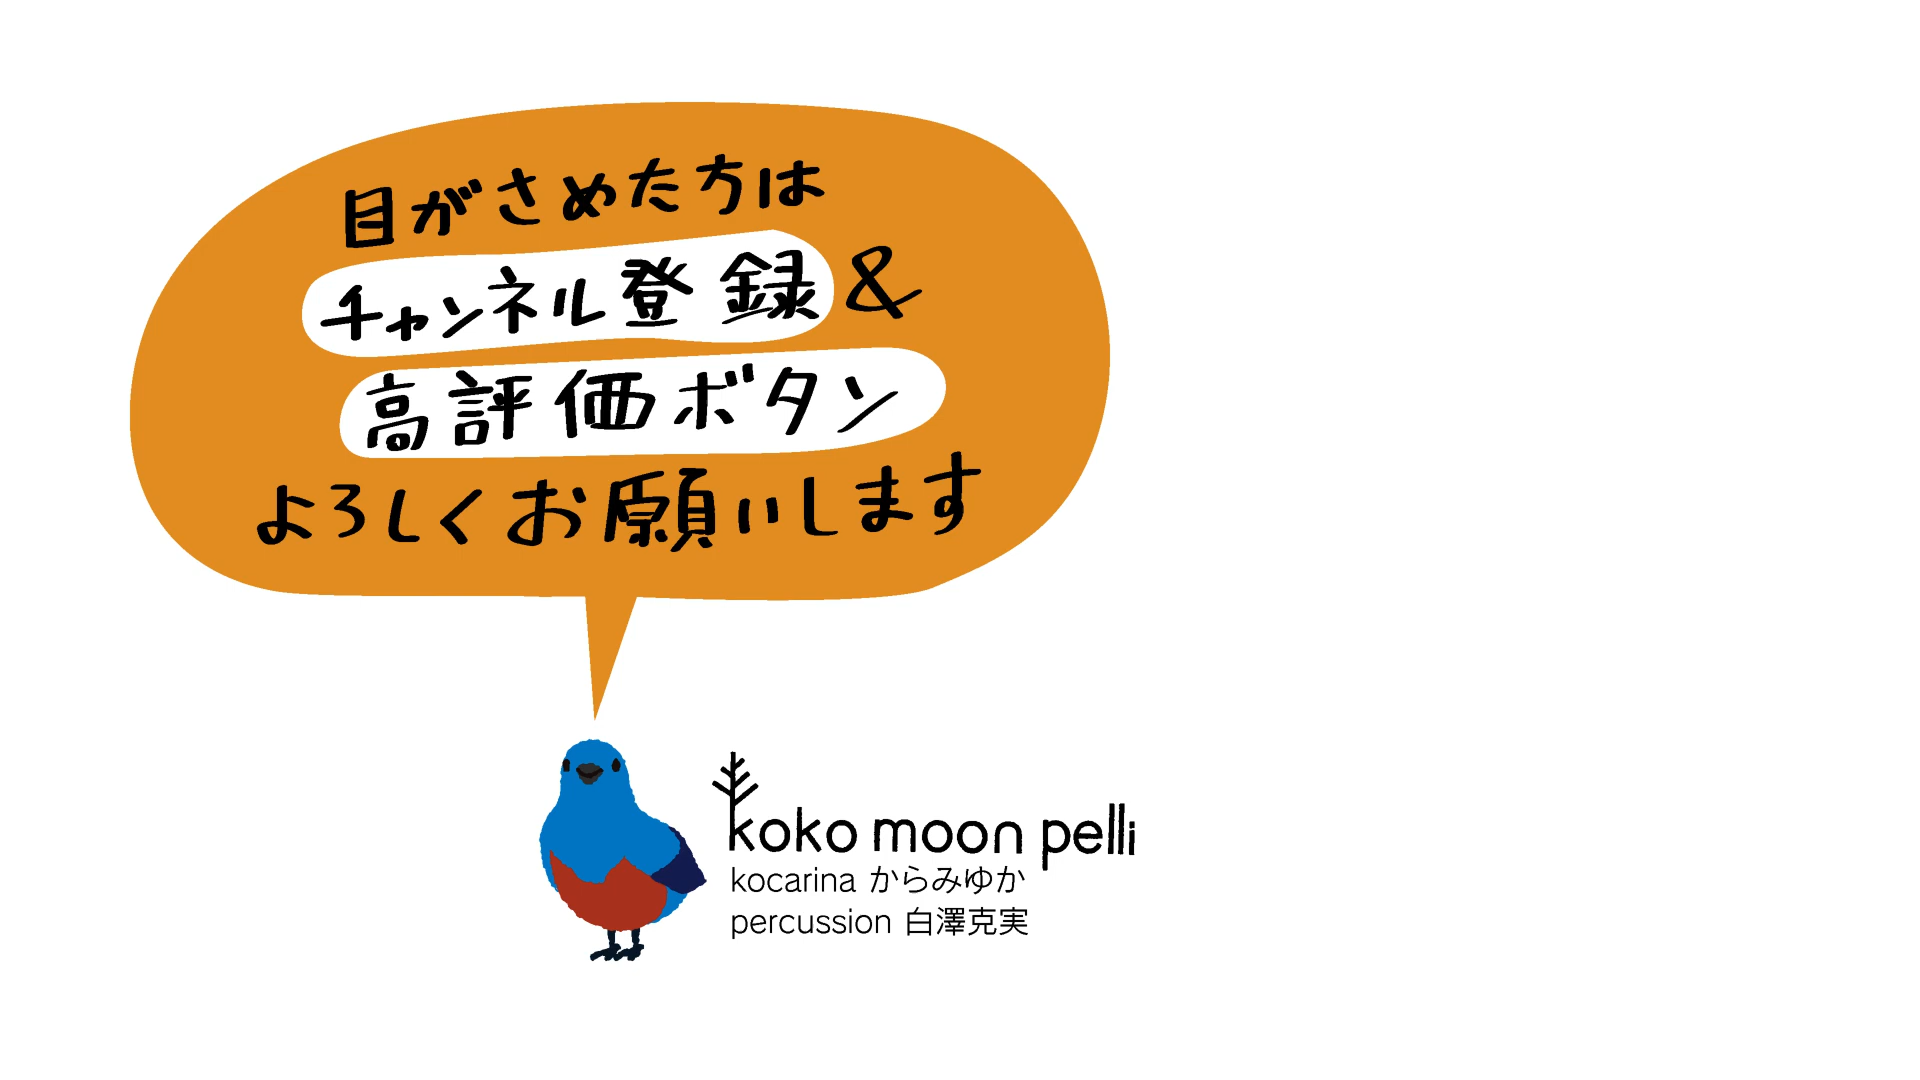 目がさめた方は
チャンネル登録&
高評価ボタン
よろしくお願いします
koko moon pelli
kocarina からみゆか
percussion 白澤克実